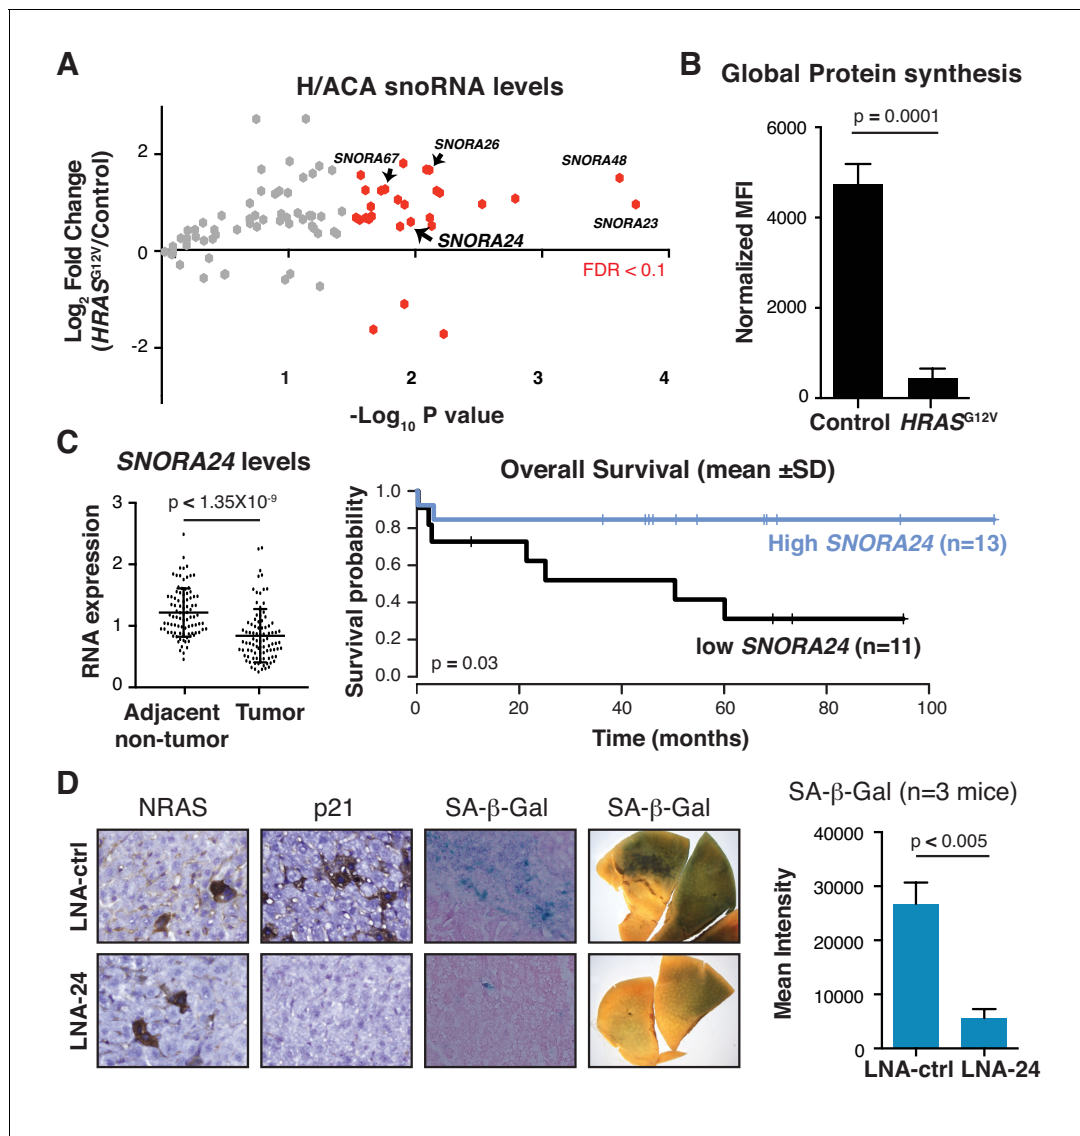 A
H/ACA snoRNA levels
Log2 Fold Change
(HRASG12V/Control)
2
0
-2
SNORA67
SNORA26
SNORA48
SNORA23
SNORA24
FDR < 0.1
1
2
3
4
-Log10 P value
B
Global Protein synthesis
p = 0.0001
Normalized MFI
6000
4000
2000
0
Control
HRASG12V
C
SNORA24 levels
p < 1.35X10-9
RNA expression
3
2
1
0
Adjacent
non-tumor
Tumor
Overall Survival (mean ±SD)
Survival probability
1.0
0.8
0.6
0.4
0.2
0.0
High SNORA24 (n=13)
low SNORA24 (n=11)
p = 0.03
0
20
40
60
80
100
Time (months)
D
NRAS
p21
SA-β-Gal
SA-β-Gal
LNA-ctrl
LNA-24
SA-β-Gal (n=3 mice)
p < 0.005
Mean Intensity
40000
30000
20000
10000
0
LNA-ctrl
LNA-24